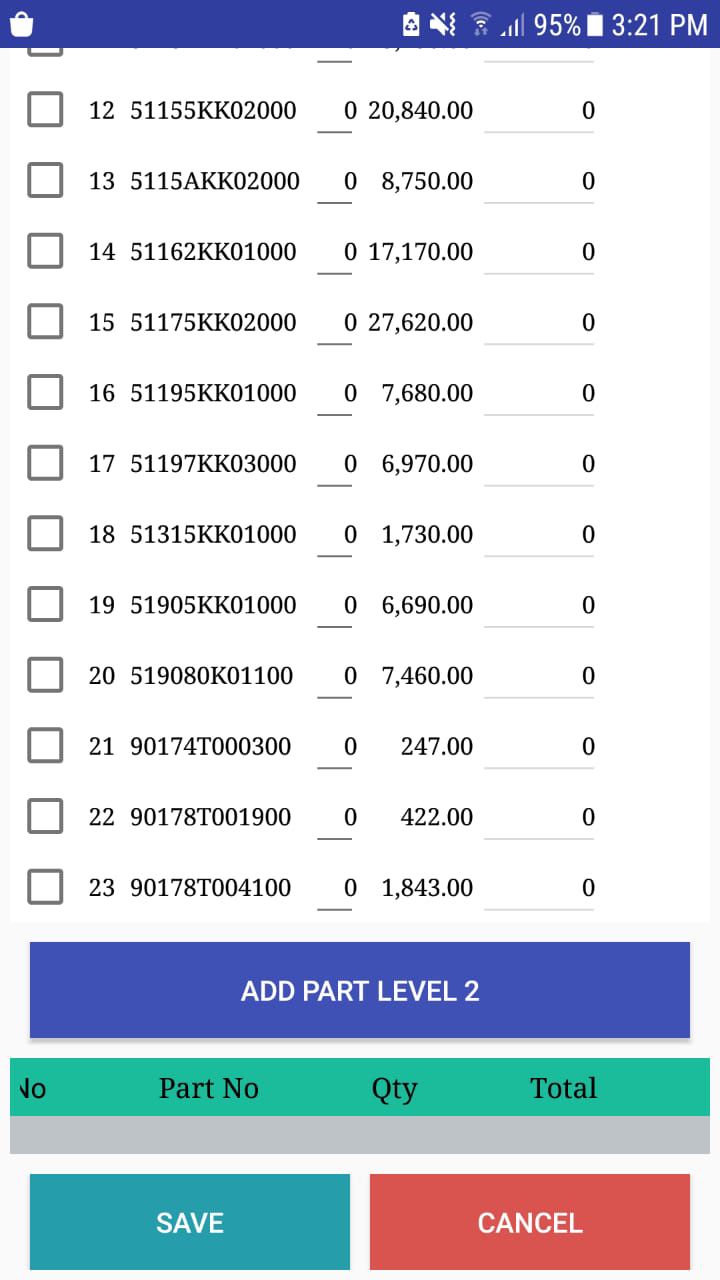 95% 3:21 PM
12 51155KK02000 0 20,840.00 0
13 5115AKK02000 0 8,750.00 0
14 51162KK01000 0 17,170.00 0
15 51175KK02000 0 27,620.00 0
16 51195KK01000 0 7,680.00 0
17 51197KK03000 0 6,970.00 0
18 51315KK01000 0 1,730.00 0
19 51905KK01000 0 6,690.00 0
20 519080K01100 0 7,460.00 0
21 90174T000300 0 247.00 0
22 90178T001900 0 422.00 0
23 90178T004100 0 1,843.00 0
ADD PART LEVEL 2
No Part No Qty Total
SAVE CANCEL